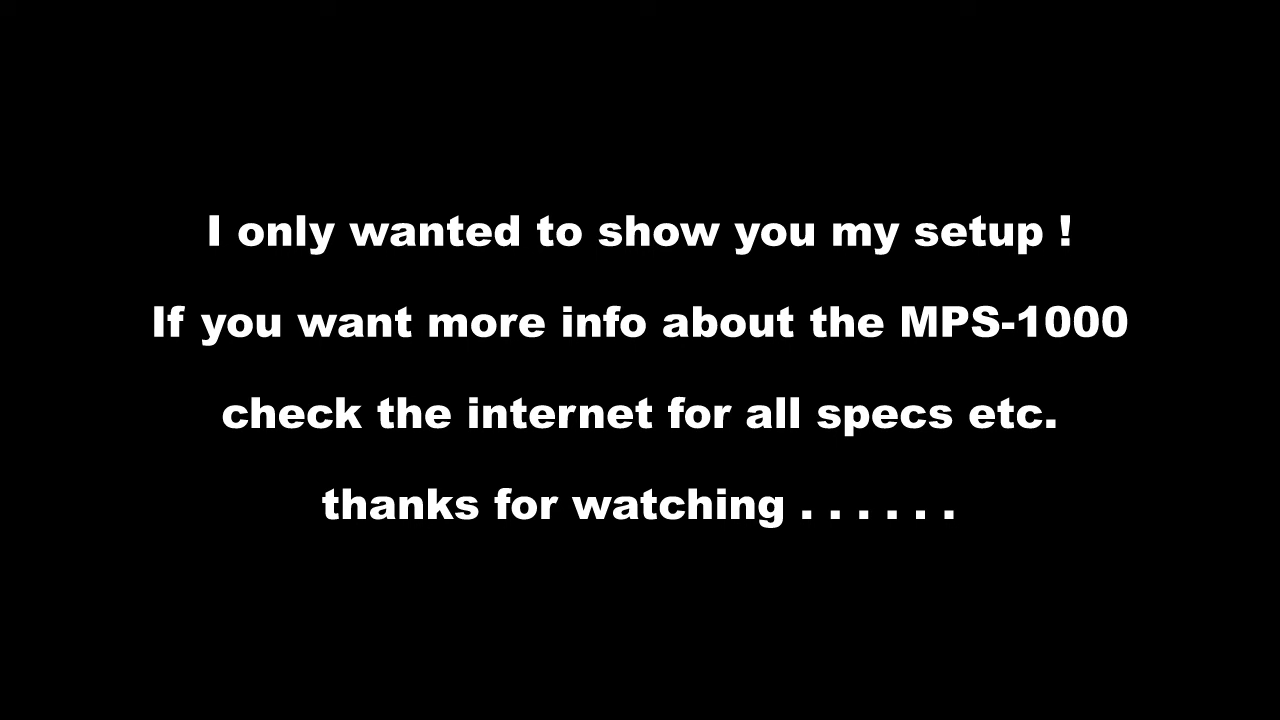 I only wanted to show you my setup !
If you want more info about the MPS-1000
check the internet for all specs etc.
thanks for watching . . . . . .